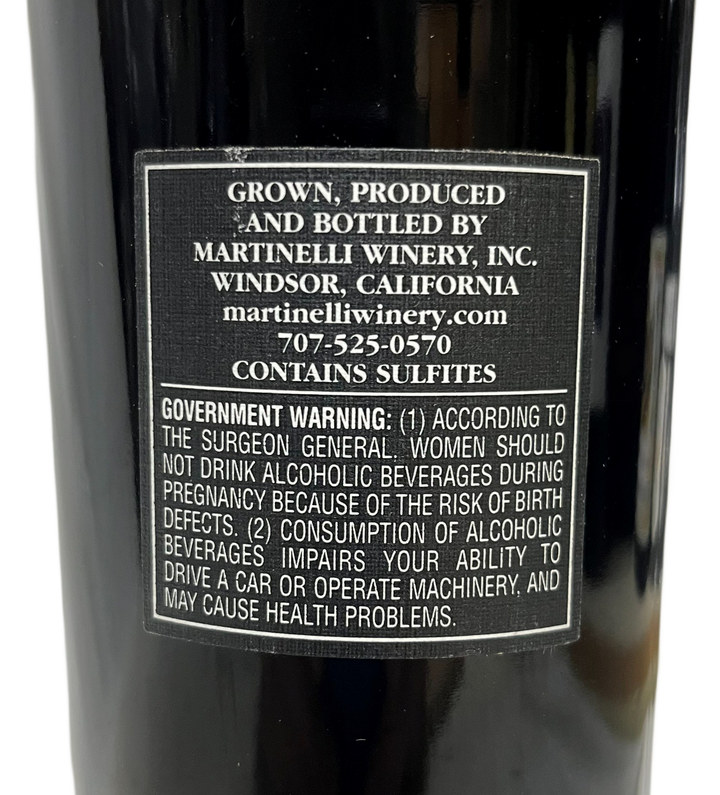 GROWN, PRODUCED
AND BOTTLED BY
MARTINELLI WINERY, INC.
WINDSOR, CALIFORNIA
martinelliwinery.com
707-525-0570
CONTAINS SULFITES
GOVERNMENT WARNING: (1) ACCORDING TO
THE SURGEON GENERAL, WOMEN SHOULD
NOT DRINK ALCOHOLIC BEVERAGES DURING
PREGNANCY BECAUSE OF THE RISK OF BIRTH
DEFECTS. (2) CONSUMPTION OF ALCOHOLIC
BEVERAGES IMPAIRS YOUR ABILITY TO
DRIVE A CAR OR OPERATE MACHINERY, AND
MAY CAUSE HEALTH PROBLEMS.